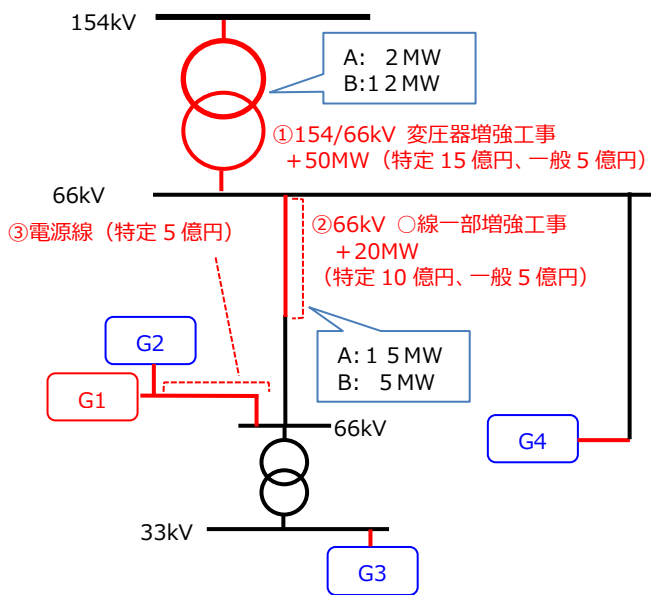 154kV
A: 2MW
B:12MW
①154/66kV 変圧器増強工事
+50MW(特定 15 億円、一般 5 億円)
66kV
③電源線(特定 5 億円)
②66kV ○線一部増強工事
+20MW
(特定 10 億円、一般 5 億円)
G2
A:15MW
B: 5MW
G1
66kV
G4
33kV
G3